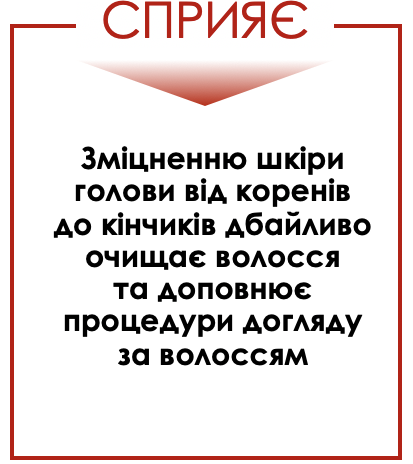 СПРИЯЄ
Зміцненню шкіри
голови від коренів
до кінчиків дбайливо
очищає волосся
та доповнює
процедури догляду
за волоссям